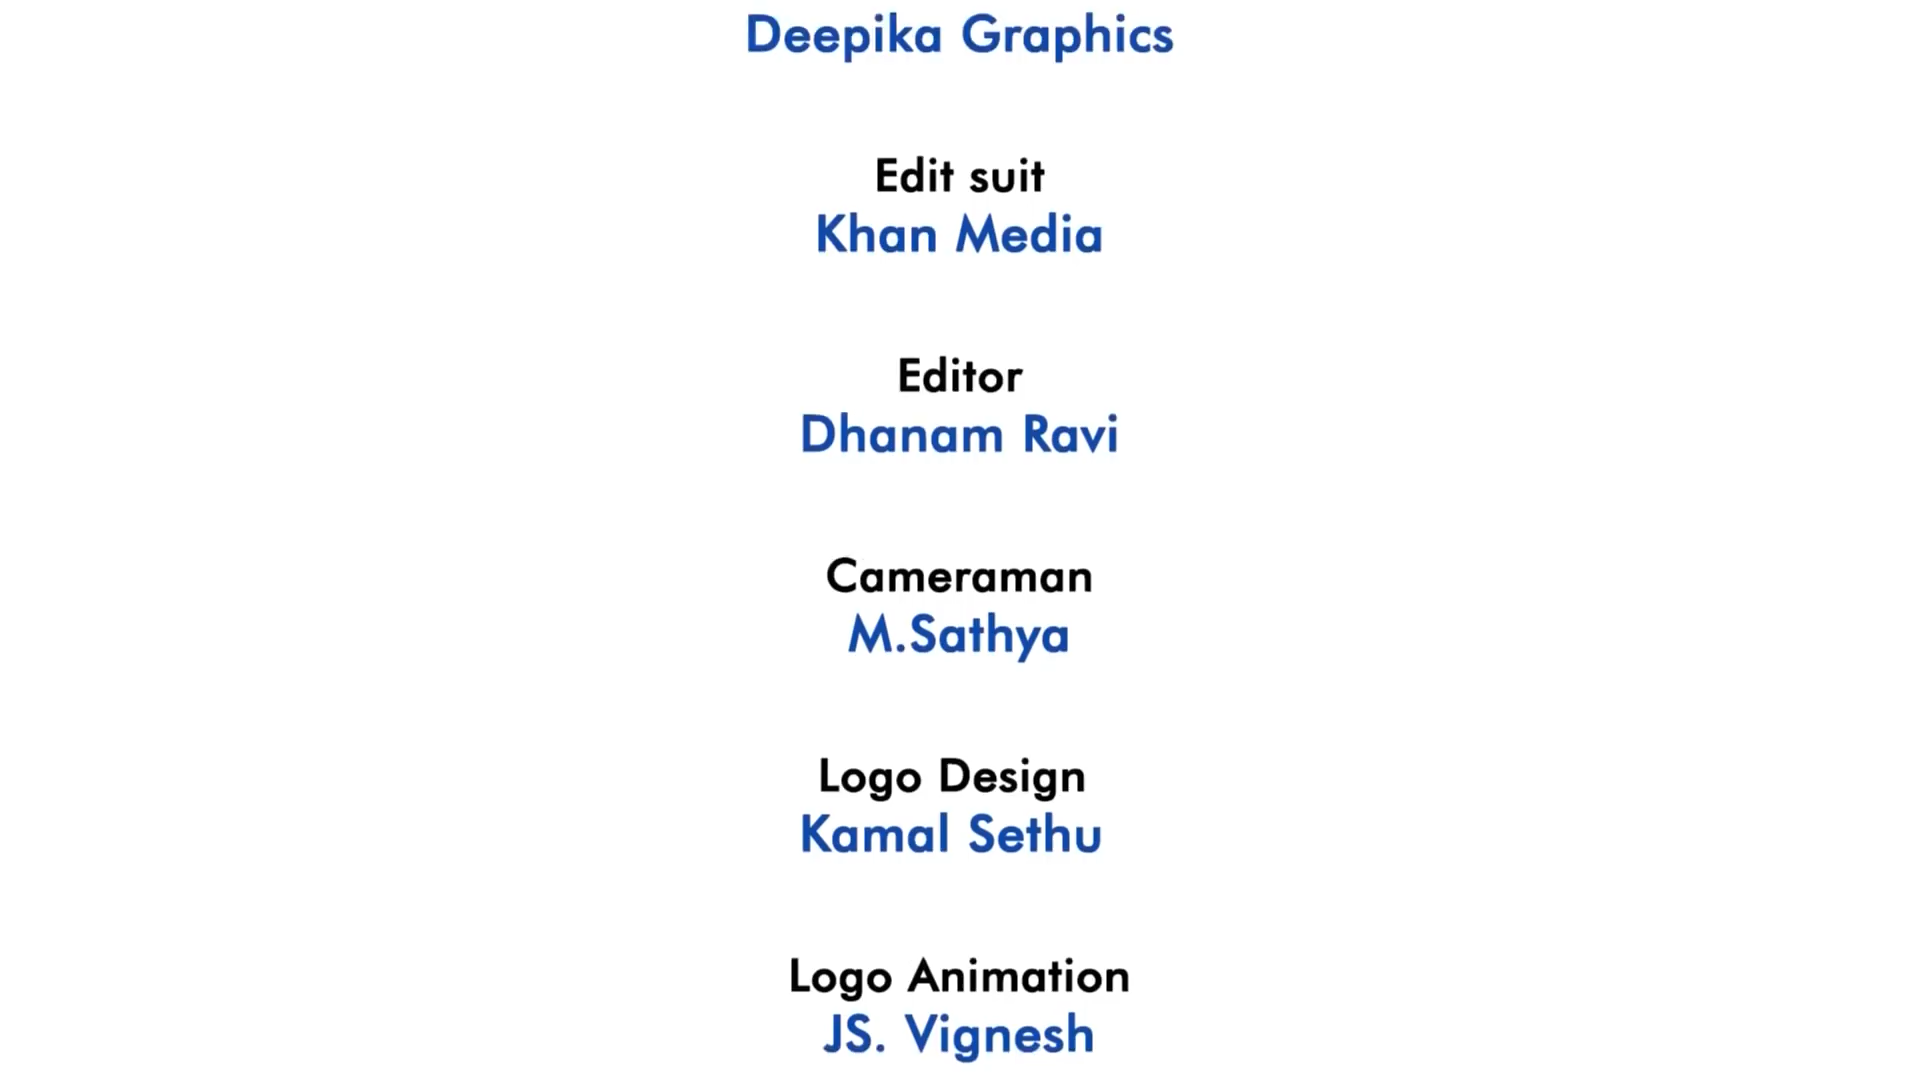 Deepika Graphics
Edit suit
Khan Media
Editor
Dhanam Ravi
Cameraman
M.Sathya
Logo Design
Kamal Sethu
Logo Animation
JS. Vignesh